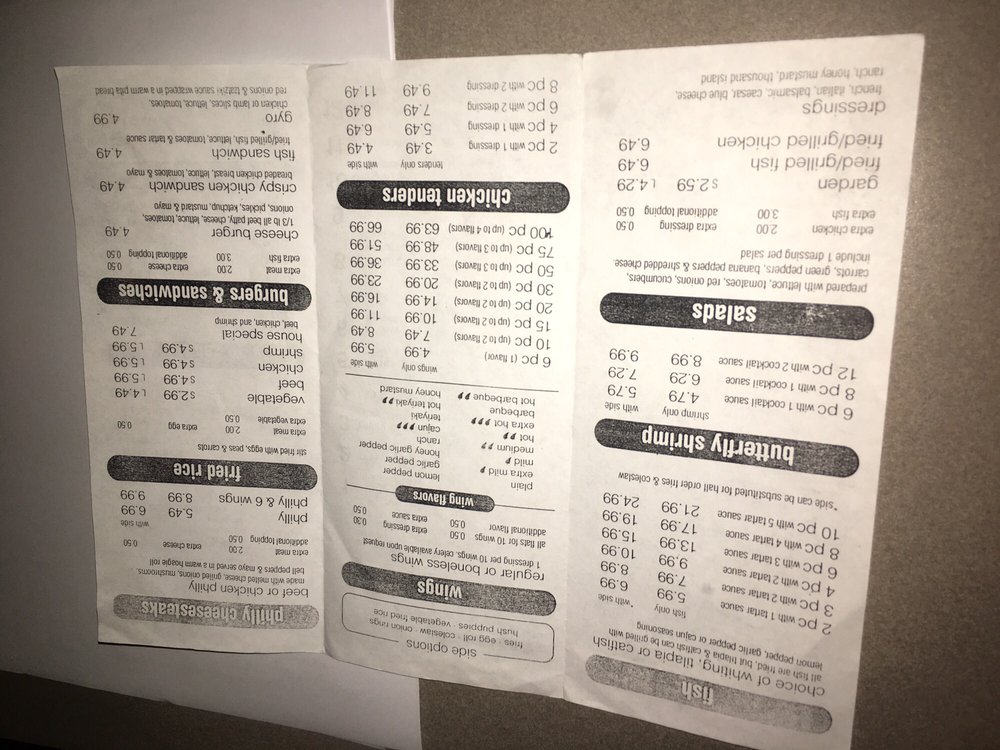 fish
choice of whiting, tilapia or catfish
all fish are fried, but tilapia & catfish can be grilled with
lemon pepper, garlic pepper or cajun seasoning
fish only *with side
2 pc with 1 tartar sauce 5.99 6.99
3 pc with 2 tartar sauce 7.99 8.99
4 pc with 2 tartar sauce 9.99 10.99
6 pc with 3 tartar sauce 13.99 15.99
8 pc with 4 tartar sauce 17.99 19.99
10 pc with 5 tartar sauce 21.99 24.99
*side can be substituted for half order fries & coleslaw
butterfly shrimp
shrimp only with side
6 pc with 1 cocktail sauce 4.79 5.79
8 pc with 1 cocktail sauce 6.29 7.29
12 pc with 2 cocktail sauce 8.99 9.99
salads
prepared with lettuce, tomatoes, red onions, cucumbers,
carrots, green peppers, banana peppers & shredded cheese
include 1 dressing per salad
extra chicken 2.00 extra dressing 0.50
extra fish 3.00 additional topping 0.50
garden S 2.59 L 4.29
fried/grilled fish 6.49
fried/grilled chicken 6.49
dressings
french, italian, balsamic, caesar, blue cheese,
ranch, honey mustard, thousand island
side options
fries · egg roll · coleslaw · onion rings
hush puppies · vegetable fried rice
wings
regular or boneless wings
1 dressing per 10 wings, celery available upon request
all flats for 10 wings 0.50 extra dressing 0.30
additional flavor 0.50 extra sauce 0.50
wing flavors
plain lemon pepper
extra mild garlic pepper
mild honey garlic pepper
medium ranch
hot cajun
extra hot teriyaki
barbeque hot teriyaki
hot barbeque honey mustard
wings only with side
6 pc (1 flavor) 4.99 5.99
10 pc (up to 2 flavors) 7.49 8.49
15 pc (up to 2 flavors) 10.99 11.99
20 pc (up to 2 flavors) 14.99 16.99
30 pc (up to 2 flavors) 20.99 23.99
50 pc (up to 3 flavors) 33.99 36.99
75 pc (up to 3 flavors) 48.99 51.99
100 pc (up to 4 flavors) 63.99 66.99
chicken tenders
tenders only with side
2 pc with 1 dressing 3.49 4.49
4 pc with 1 dressing 5.49 6.49
6 pc with 2 dressing 7.49 8.49
8 pc with 2 dressing 9.49 11.49
philly cheesesteaks
beef or chicken philly
made with melted cheese, grilled onions, mushrooms,
bell peppers & mayo served in a warm hoagie roll
extra meat 2.00 extra cheese 0.50
additional topping 0.50
with side
philly 5.49 6.99
philly & 6 wings 8.99 9.99
fried rice
stir fried with eggs, peas & carrots
extra meat 2.00 extra egg 0.50
extra vegetable 0.50
vegetable S 2.99 L 4.49
beef S 4.99 L 5.99
chicken S 4.99 L 5.99
shrimp S 4.99 L 5.99
house special 7.49
beef, chicken, and shrimp
burgers & sandwiches
extra meat 2.00 extra cheese 0.50
extra fish 3.00 additional topping 0.50
cheese burger 4.49
1/3 lb all beef patty, cheese, lettuce, tomatoes,
onions, pickles, ketchup, mustard & mayo
crispy chicken sandwich 4.49
breaded chicken breast, lettuce, tomatoes & mayo
fish sandwich 4.49
fried/grilled fish, lettuce, tomatoes & tartar sauce
gyro 4.99
chicken or lamb slices, lettuce, tomatoes,
red onions & tzatziki sauce wrapped in a warm pita bread